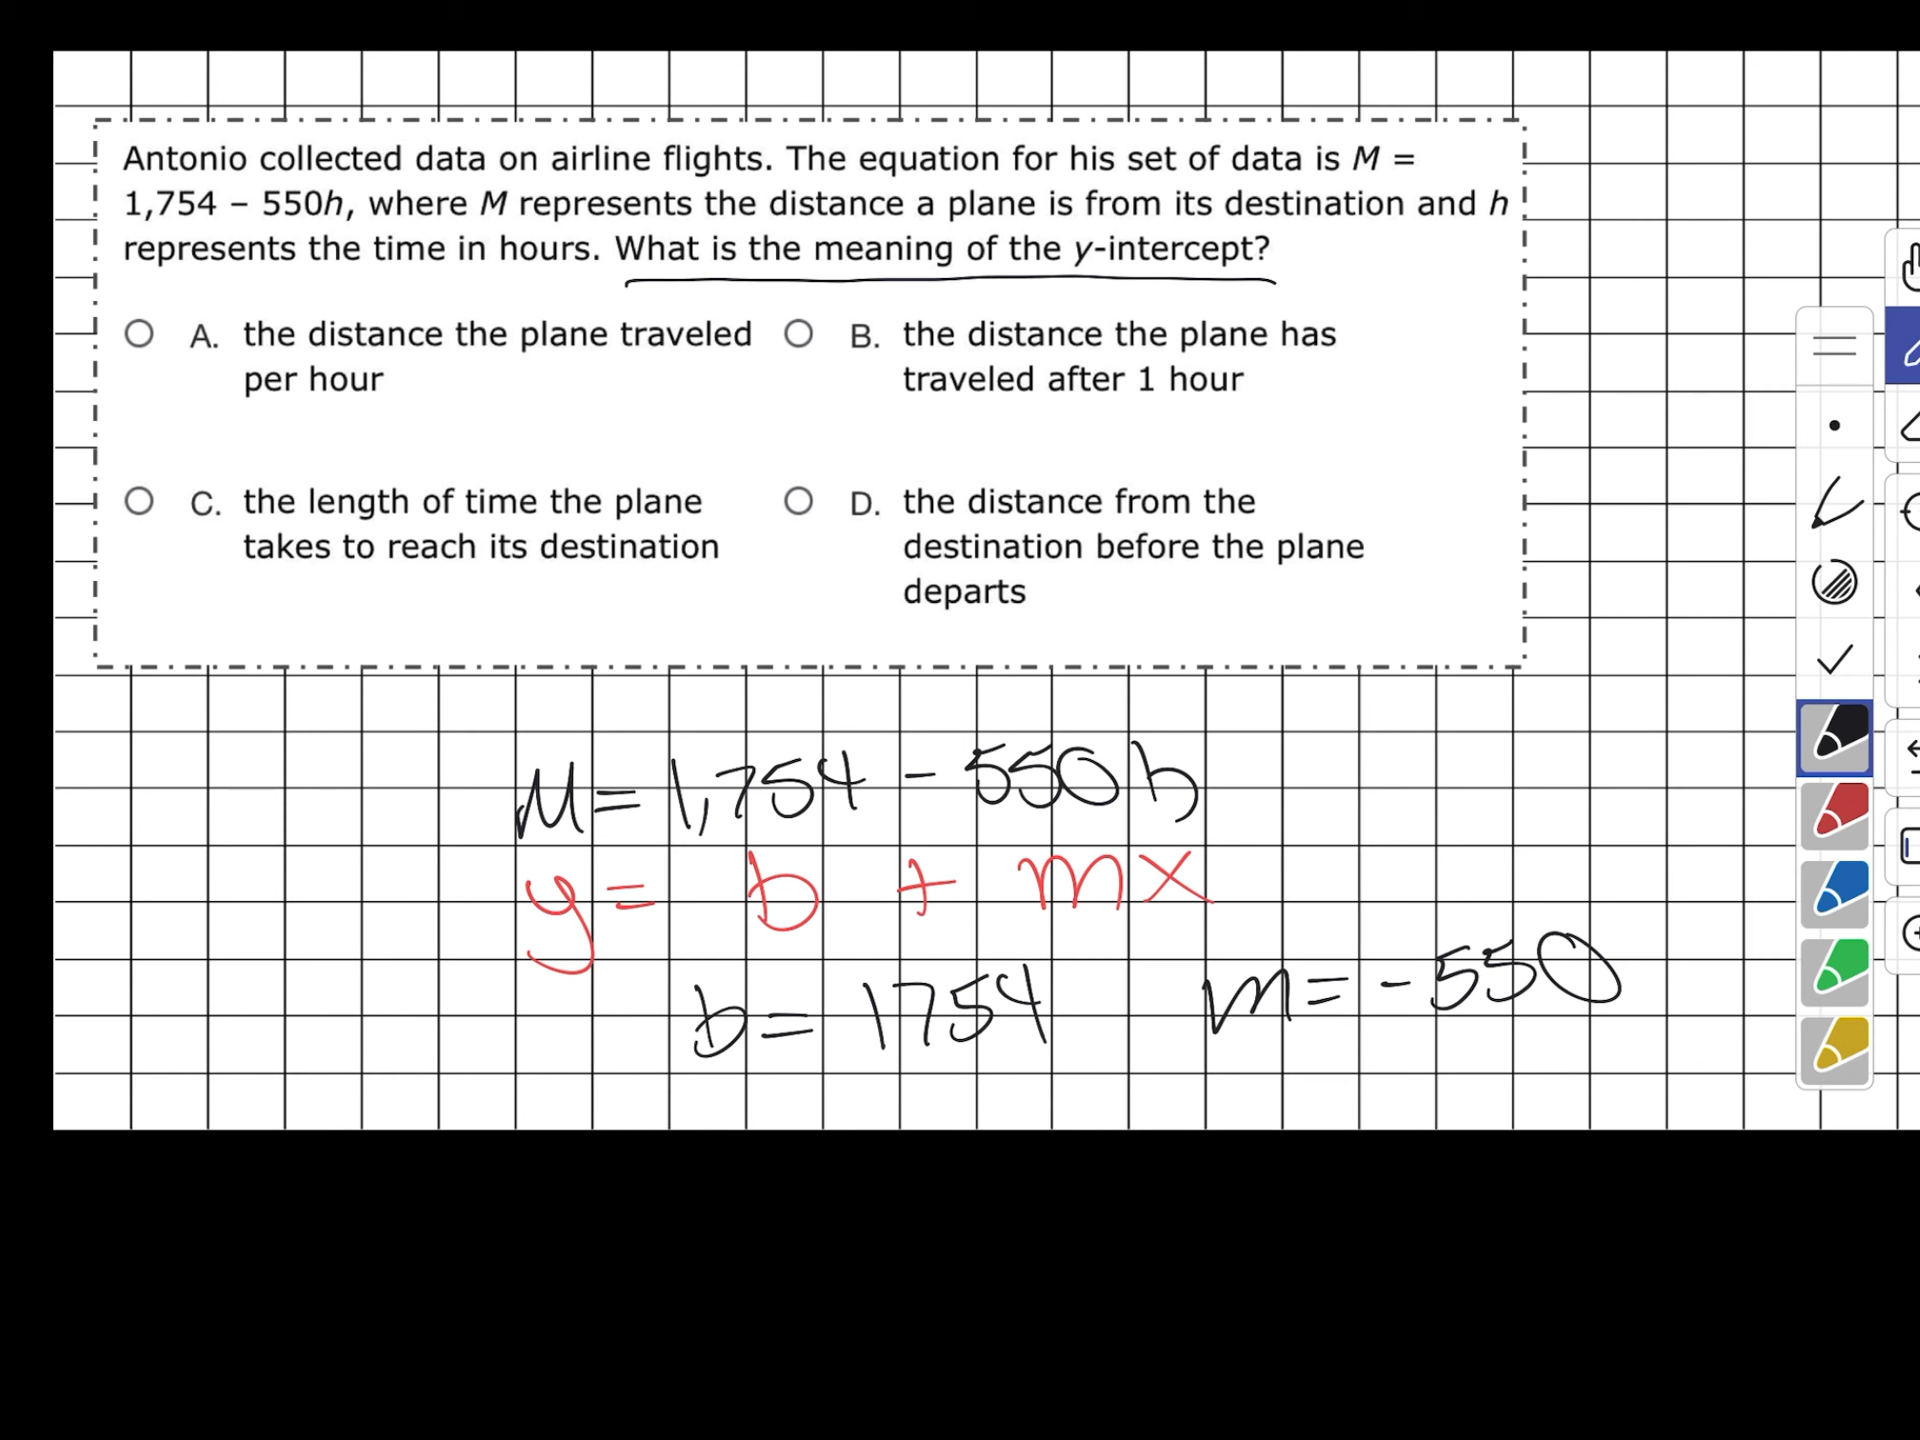 Antonio collected data on airline flights. The equation for his set of data is M =
1,754 – 550h, where M represents the distance a plane is from its destination and h
represents the time in hours. What is the meaning of the y-intercept?
A. the distance the plane traveled
per hour
B. the distance the plane has
traveled after 1 hour
C. the length of time the plane
takes to reach its destination
D. the distance from the
destination before the plane
departs
M = 1,754 - 550h
y = b + mx
b = 1754 m = -550